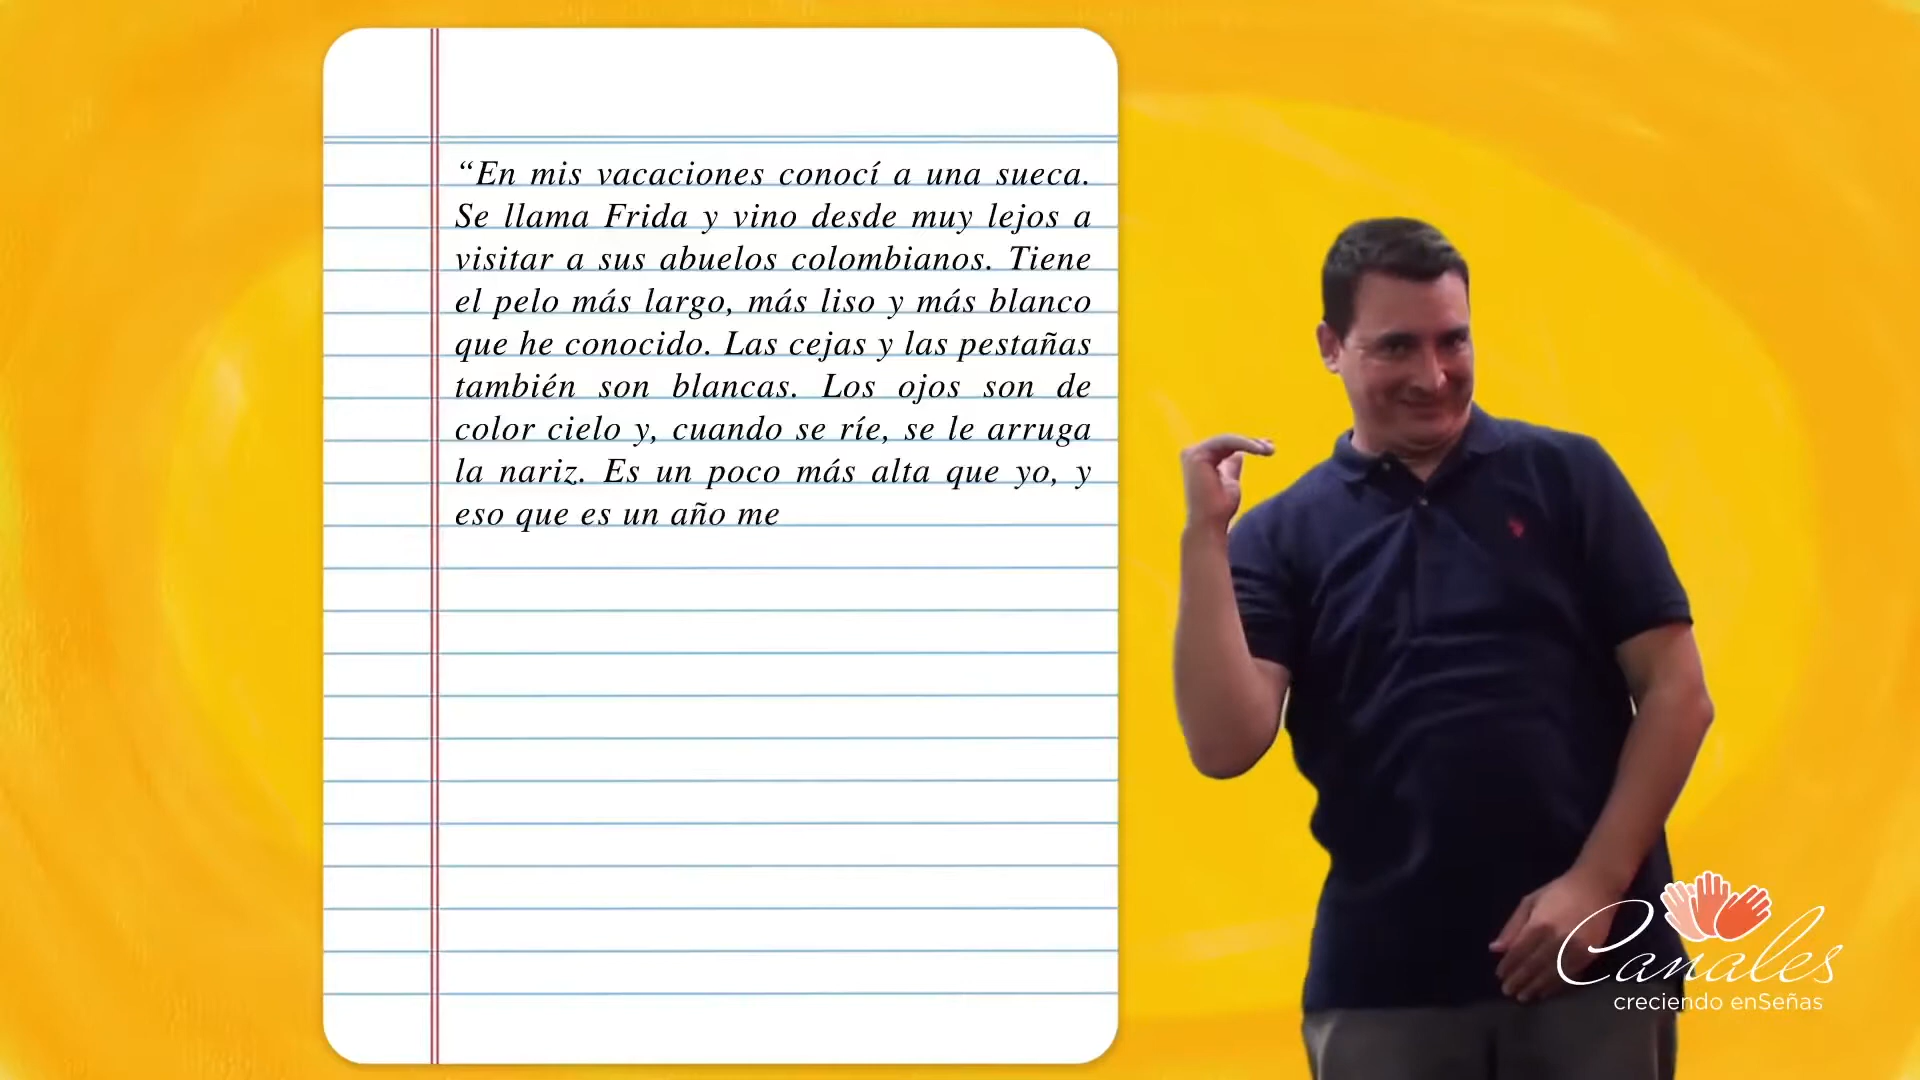 “En mis vacaciones conocí a una sueca.
Se llama Frida y vino desde muy lejos a
visitar a sus abuelos colombianos. Tiene
el pelo más largo, más liso y más blanco
que he conocido. Las cejas y las pestañas
también son blancas. Los ojos son de
color cielo y, cuando se ríe, se le arruga
la nariz. Es un poco más alta que yo, y
eso que es un año me
Canales
creciendo enSeñas